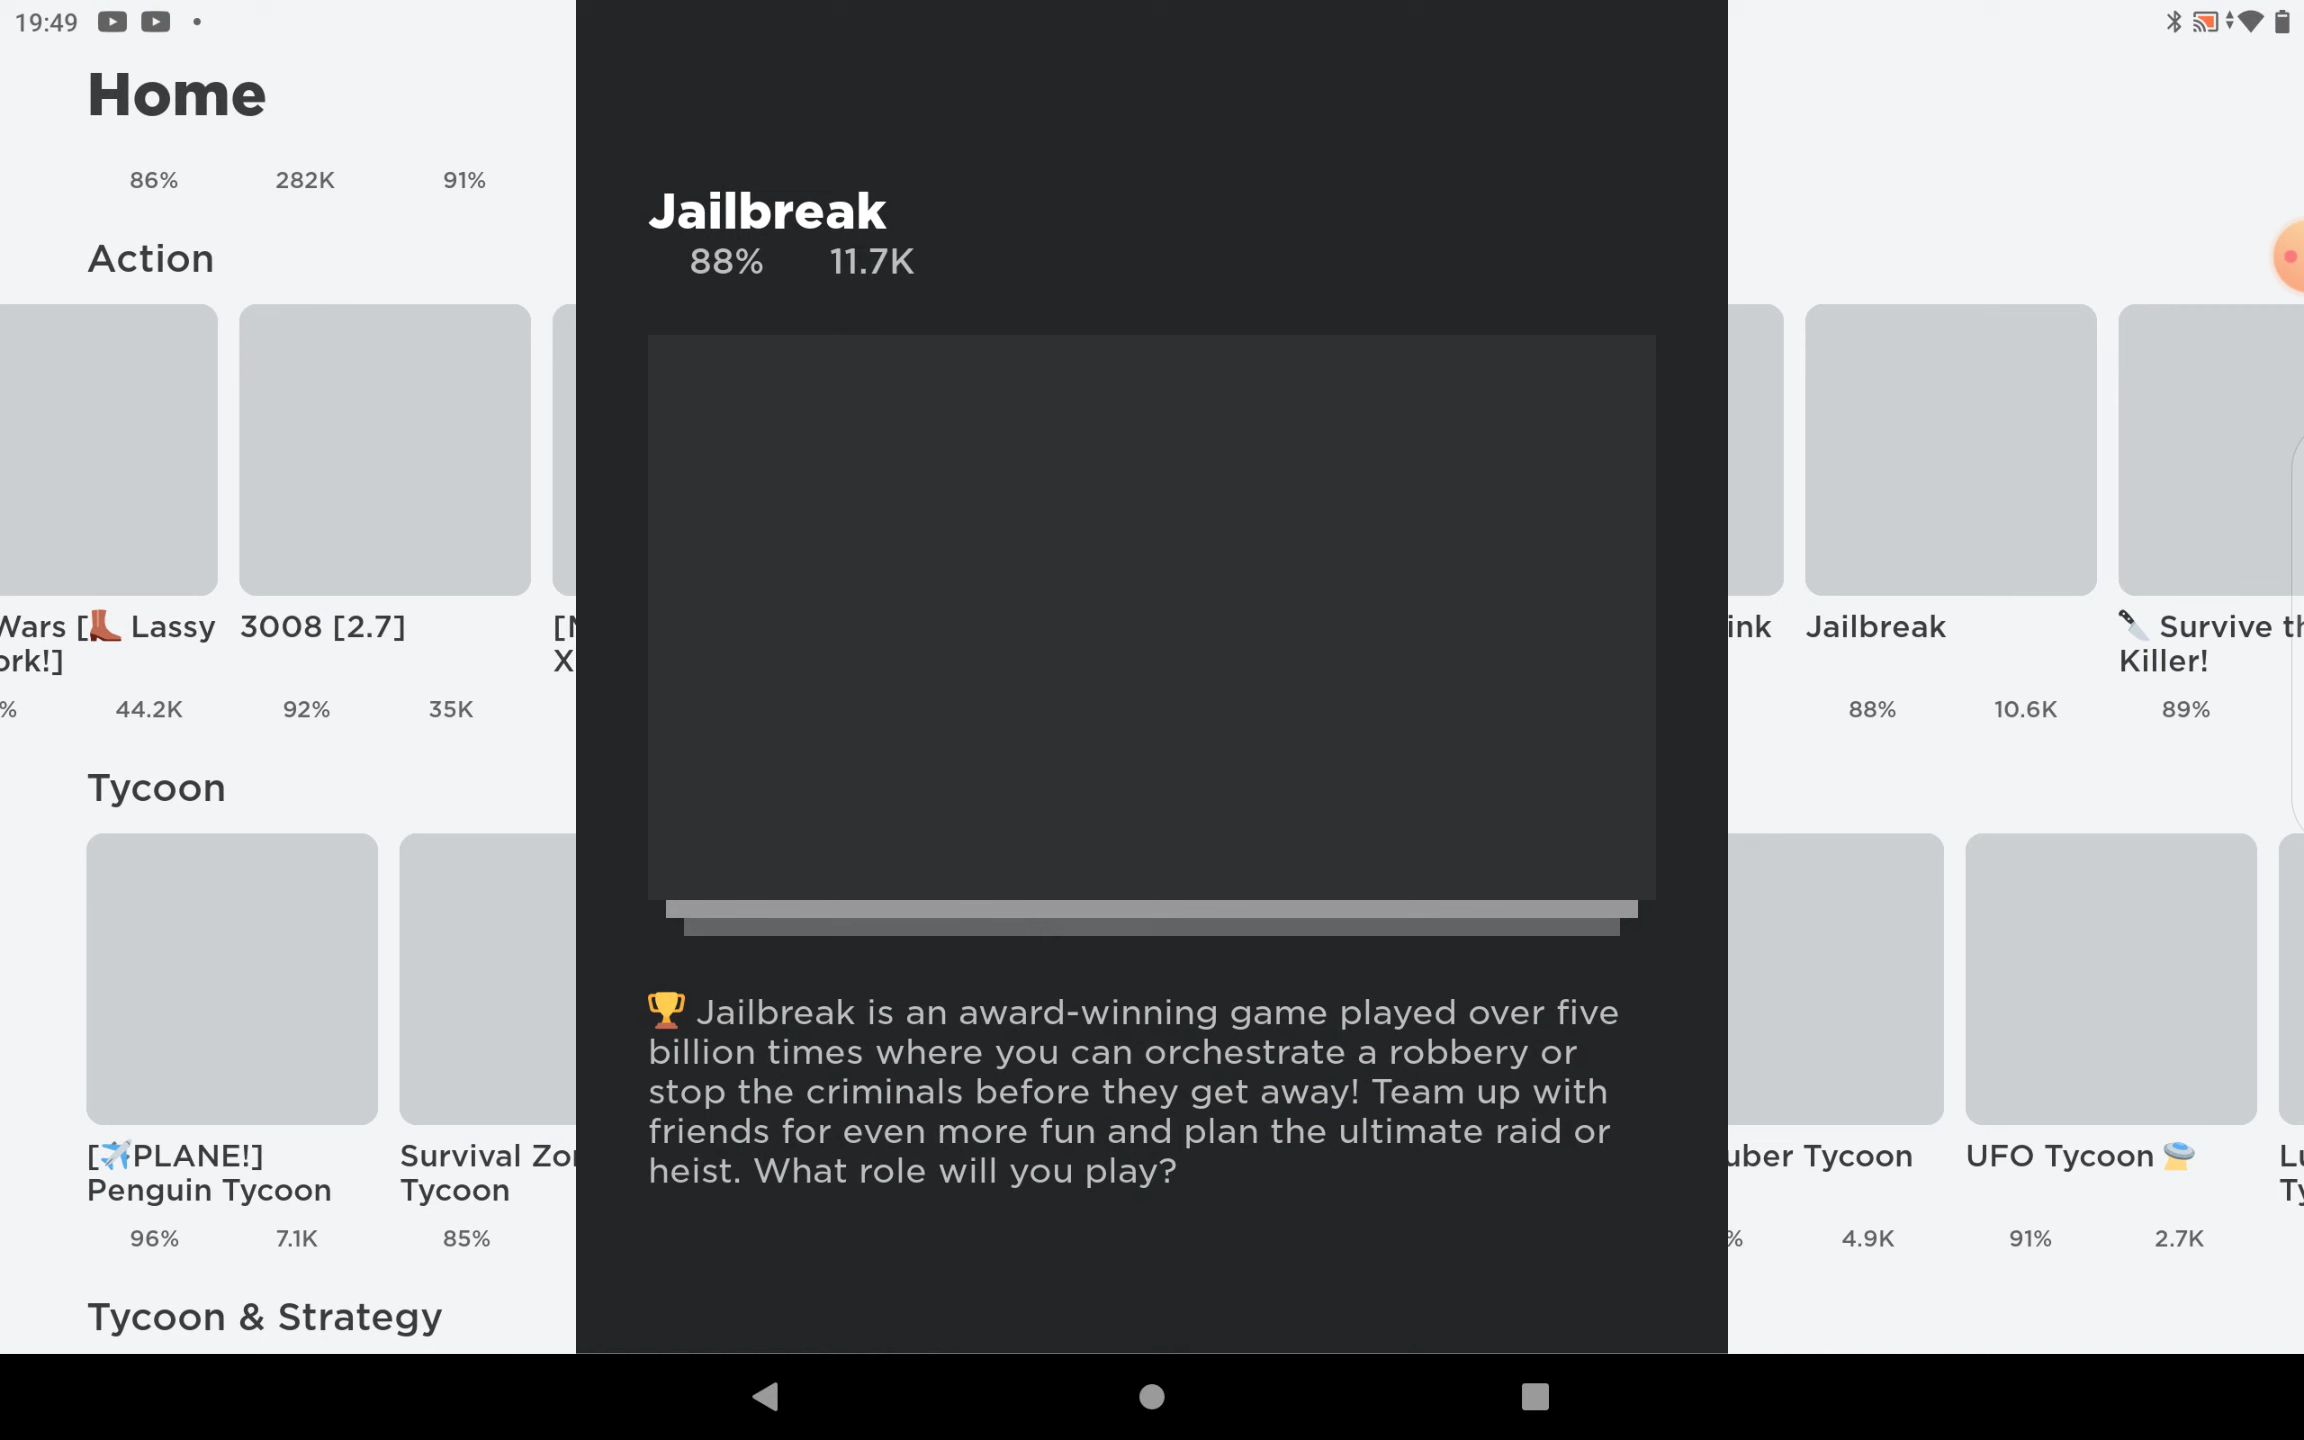 19:49
Home
86% 282K 91%
Action
Wars [👢 Lassy
ork!]
% 44.2K
3008 [2.7]
92% 35K
[
X
Tycoon
[✈️PLANE!]
Penguin Tycoon
96% 7.1K
Survival Zo
Tycoon
85%
Tycoon & Strategy
Jailbreak
88% 11.7K
🏆 Jailbreak is an award-winning game played over five
billion times where you can orchestrate a robbery or
stop the criminals before they get away! Team up with
friends for even more fun and plan the ultimate raid or
heist. What role will you play?
ink
Jailbreak
88% 10.6K
🔪 Survive th
Killer!
89%
uber Tycoon
% 4.9K
UFO Tycoon 🛸
91% 2.7K
Lu
Ty